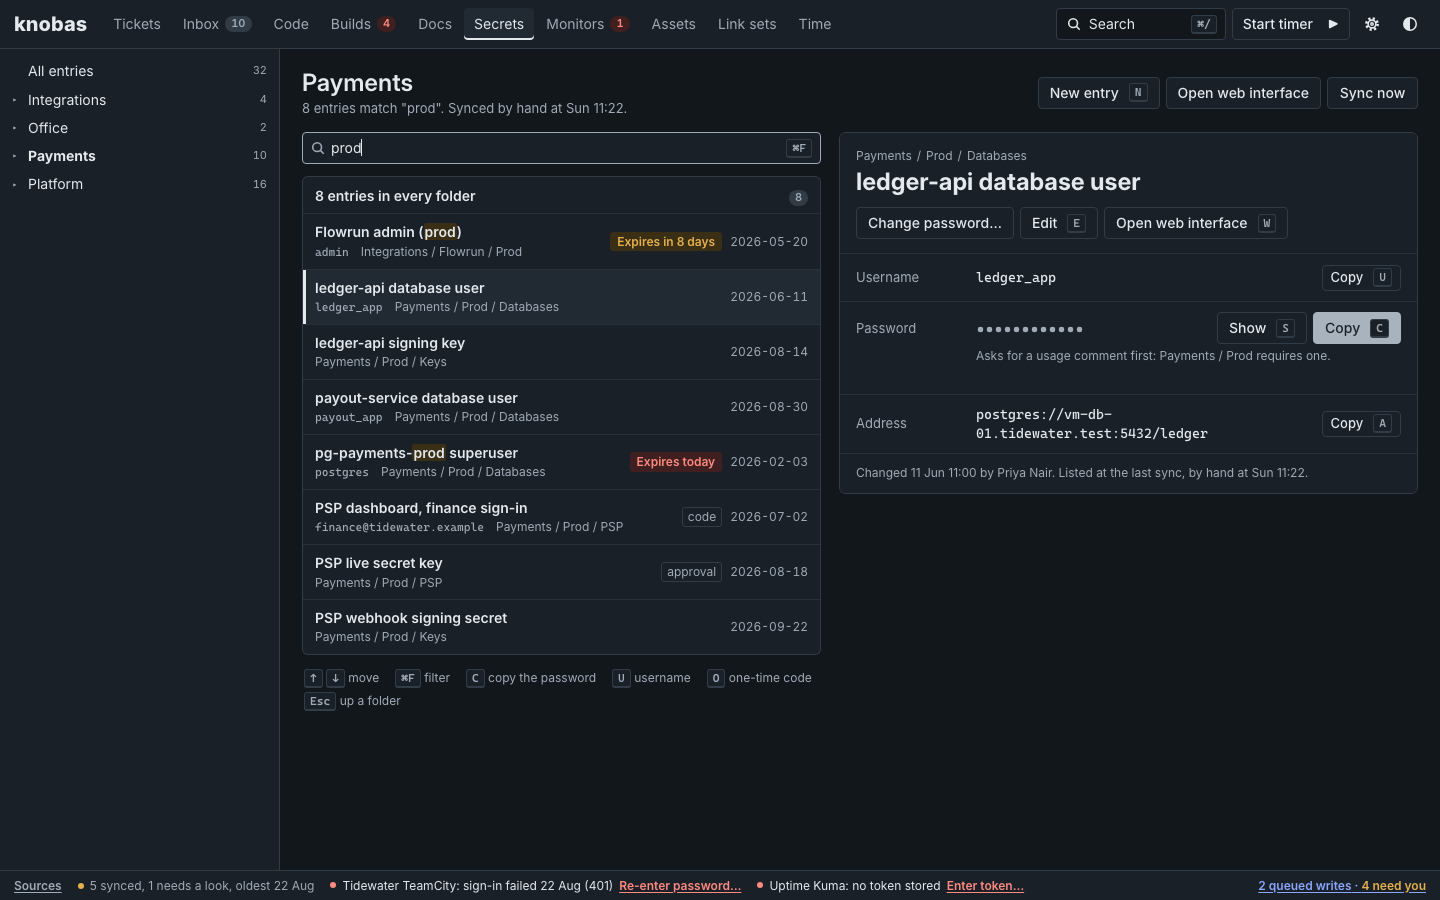 knobas Tickets Inbox 10 Code Builds 4 Docs Secrets Monitors 1 Assets Link sets Time Search ⌘/ Start timer
All entries 32
Integrations 4
Office 2
Payments 10
Platform 16
Payments
8 entries match "prod". Synced by hand at Sun 11:22.
New entry N Open web interface Sync now
prod ⌘F
8 entries in every folder 8
Flowrun admin (prod)
admin Integrations / Flowrun / Prod
Expires in 8 days 2026-05-20
ledger-api database user
ledger_app Payments / Prod / Databases
2026-06-11
ledger-api signing key
Payments / Prod / Keys
2026-08-14
payout-service database user
payout_app Payments / Prod / Databases
2026-08-30
pg-payments-prod superuser
postgres Payments / Prod / Databases
Expires today 2026-02-03
PSP dashboard, finance sign-in
finance@tidewater.example Payments / Prod / PSP
code 2026-07-02
PSP live secret key
Payments / Prod / PSP
approval 2026-08-18
PSP webhook signing secret
Payments / Prod / Keys
2026-09-22
↑ ↓ move ⌘F filter C copy the password U username O one-time code
Esc up a folder
Payments / Prod / Databases
ledger-api database user
Change password... Edit E Open web interface W
Username ledger_app Copy U
Password ●●●●●●●●●●●● Show S Copy C
Asks for a usage comment first: Payments / Prod requires one.
Address postgres://vm-db-
01.tidewater.test:5432/ledger Copy A
Changed 11 Jun 11:00 by Priya Nair. Listed at the last sync, by hand at Sun 11:22.
Sources 5 synced, 1 needs a look, oldest 22 Aug Tidewater TeamCity: sign-in failed 22 Aug (401) Re-enter password... Uptime Kuma: no token stored Enter token... 2 queued writes · 4 need you